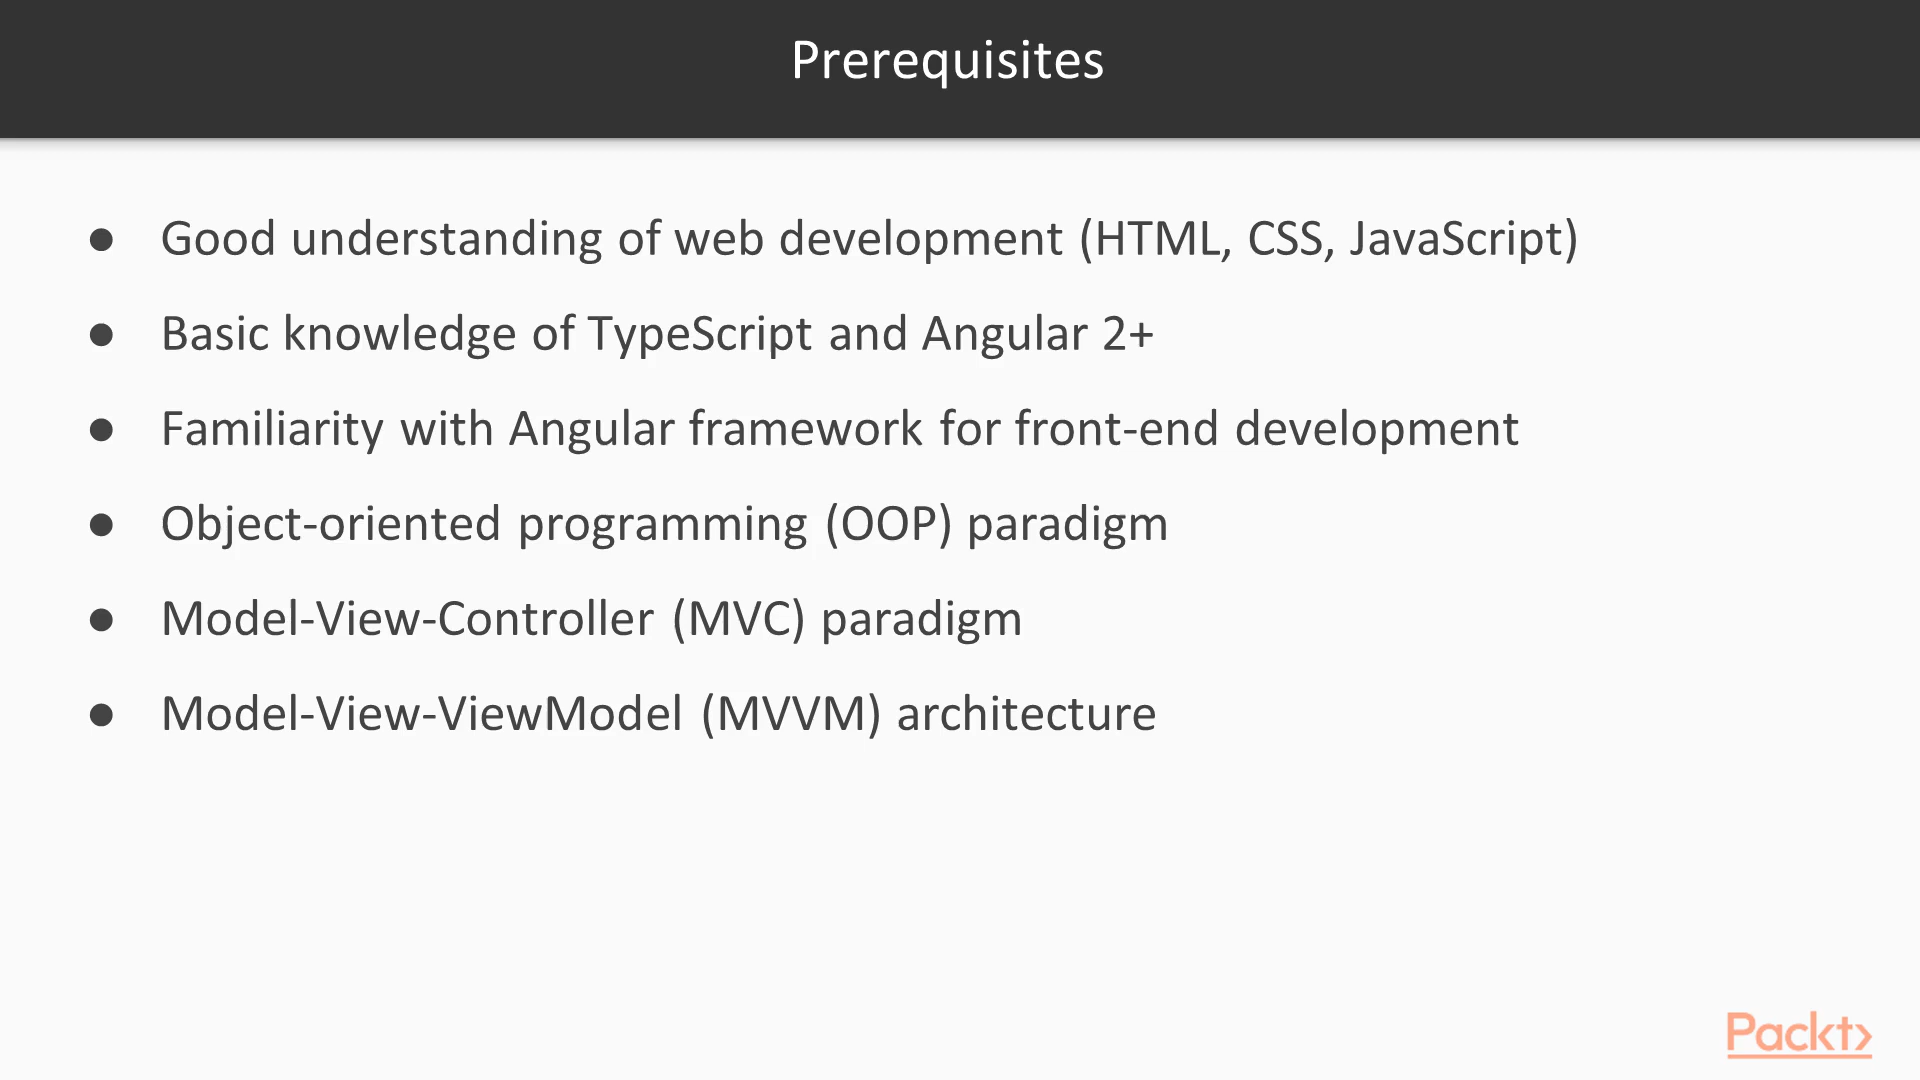 Prerequisites
● Good understanding of web development (HTML, CSS, JavaScript)
● Basic knowledge of TypeScript and Angular 2+
● Familiarity with Angular framework for front-end development
● Object-oriented programming (OOP) paradigm
● Model-View-Controller (MVC) paradigm
● Model-View-ViewModel (MVVM) architecture
Packt>